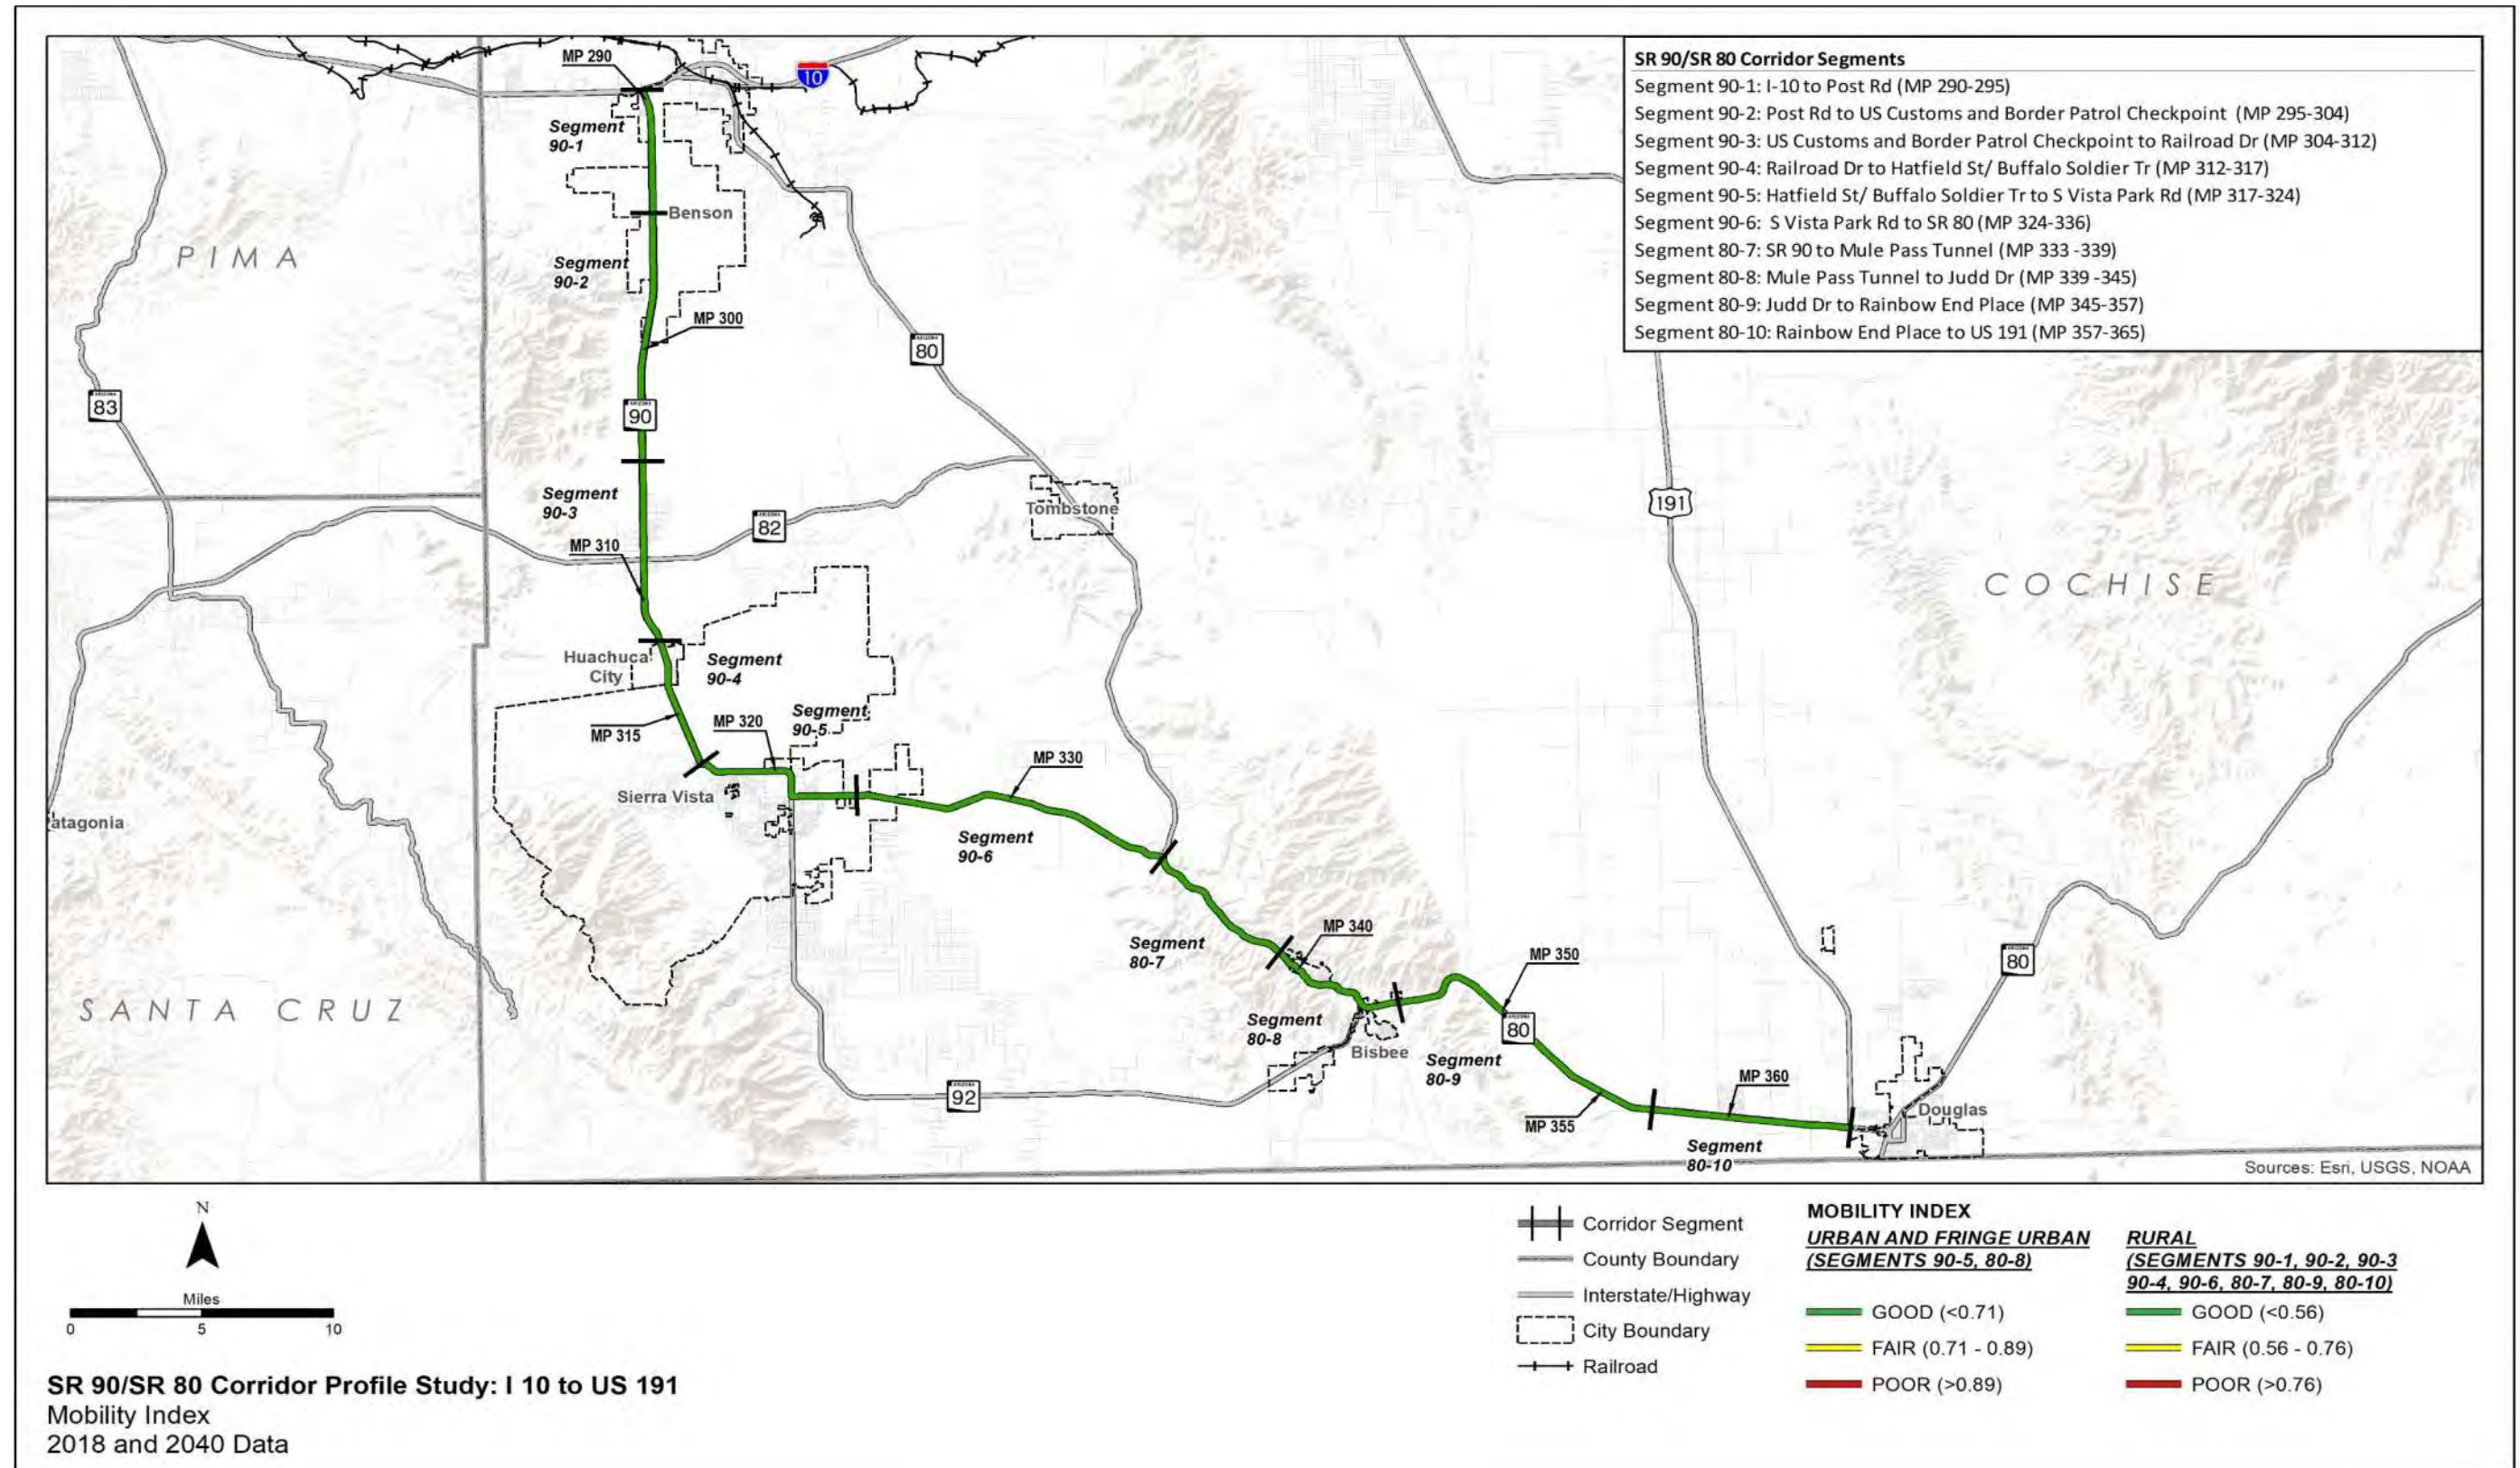 MP 290
10
SR 90/SR 80 Corridor Segments
Segment 90-1: I-10 to Post Rd (MP 290-295)
Segment 90-2: Post Rd to US Customs and Border Patrol Checkpoint (MP 295-304)
Segment 90-3: US Customs and Border Patrol Checkpoint to Railroad Dr (MP 304-312)
Segment 90-4: Railroad Dr to Hatfield St/ Buffalo Soldier Tr (MP 312-317)
Segment 90-5: Hatfield St/ Buffalo Soldier Tr to S Vista Park Rd (MP 317-324)
Segment 90-6: S Vista Park Rd to SR 80 (MP 324-336)
Segment 80-7: SR 90 to Mule Pass Tunnel (MP 333 -339)
Segment 80-8: Mule Pass Tunnel to Judd Dr (MP 339 -345)
Segment 80-9: Judd Dr to Rainbow End Place (MP 345-357)
Segment 80-10: Rainbow End Place to US 191 (MP 357-365)
Segment
90-1
Benson
PIMA
Segment
90-2
MP 300
ARIZONA
80
ARIZONA
83
ARIZONA
90
Segment
90-3
Tombstone
191
ARIZONA
82
MP 310
COCHISE
Huachuca
City
Segment
90-4
Segment
90-5
MP 315
MP 320
MP 330
Sierra Vista
atagonia
Segment
90-6
MP 340
Segment
80-7
MP 350
ARIZONA
80
SANTA CRUZ
Segment
80-8
ARIZONA
80
Bisbee
Segment
80-9
ARIZONA
92
MP 360
MP 355
Douglas
Segment
80-10
Sources: Esri, USGS, NOAA
N
Miles
0 5 10
SR 90/SR 80 Corridor Profile Study: I 10 to US 191
Mobility Index
2018 and 2040 Data
Corridor Segment
County Boundary
Interstate/Highway
City Boundary
Railroad
MOBILITY INDEX
URBAN AND FRINGE URBAN
(SEGMENTS 90-5, 80-8)
GOOD (<0.71)
FAIR (0.71 - 0.89)
POOR (>0.89)
RURAL
(SEGMENTS 90-1, 90-2, 90-3
90-4, 90-6, 80-7, 80-9, 80-10)
GOOD (<0.56)
FAIR (0.56 - 0.76)
POOR (>0.76)